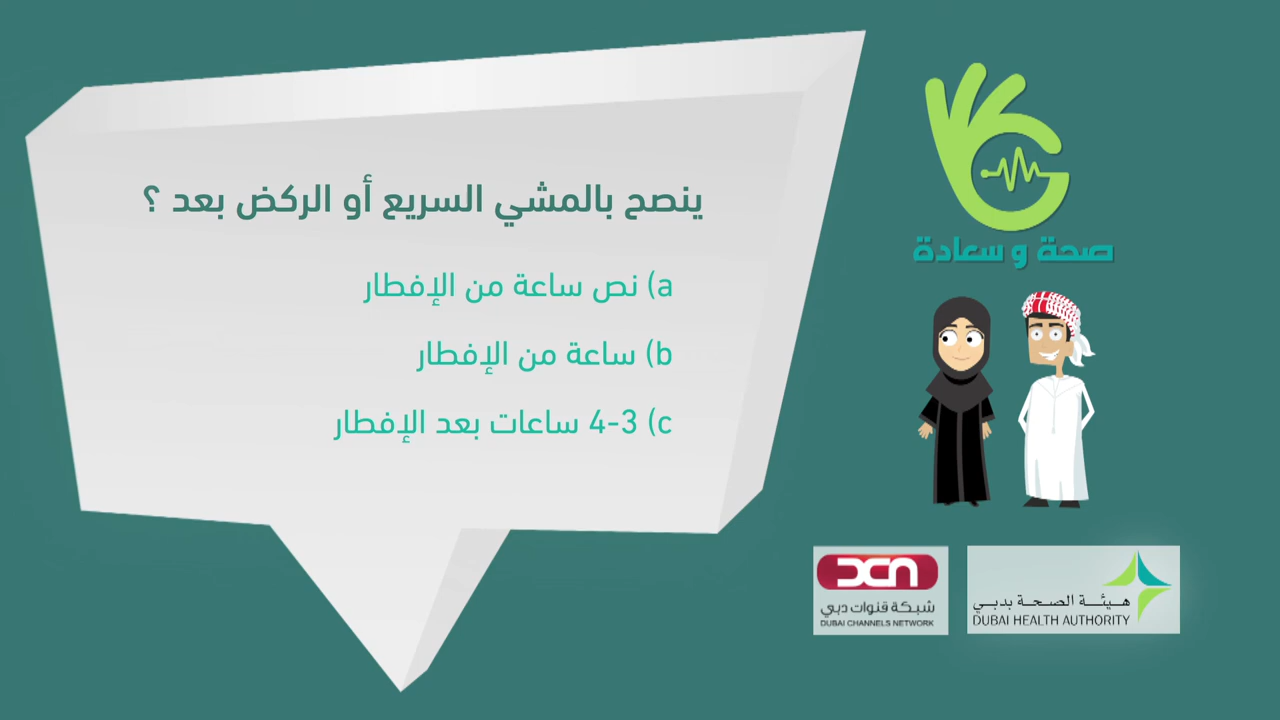 ينصح بالمشي السريع أو الركض بعد ؟
a) نص ساعة من الإفطار
b) ساعة من الإفطار
c) 3-4 ساعات بعد الإفطار
صحة و سعادة
DCN
شبكة قنوات دبي
DUBAI CHANNELS NETWORK
هيئة الصحة بدبي
DUBAI HEALTH AUTHORITY